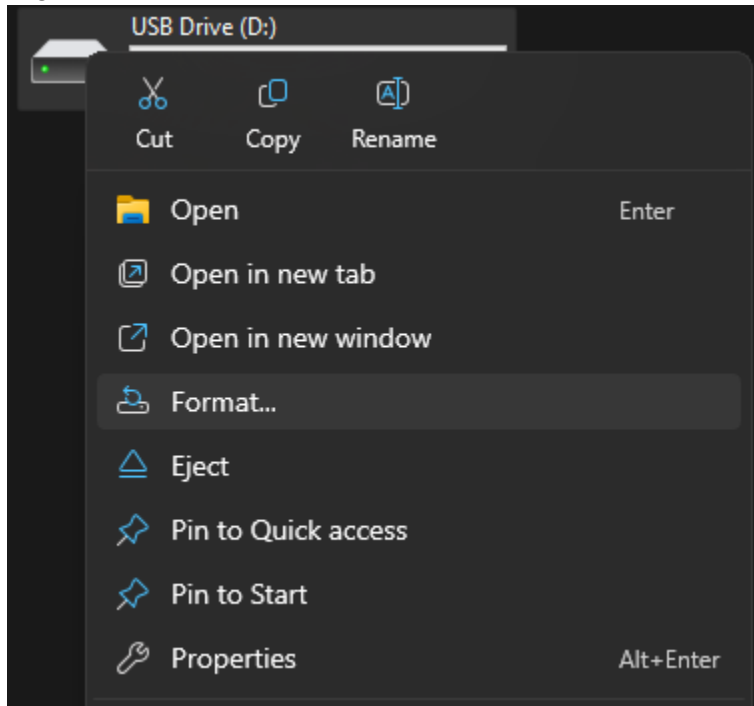 USB Drive (D:)
Cut Copy Rename
Open Enter
Open in new tab
Open in new window
Format...
Eject
Pin to Quick access
Pin to Start
Properties Alt+Enter